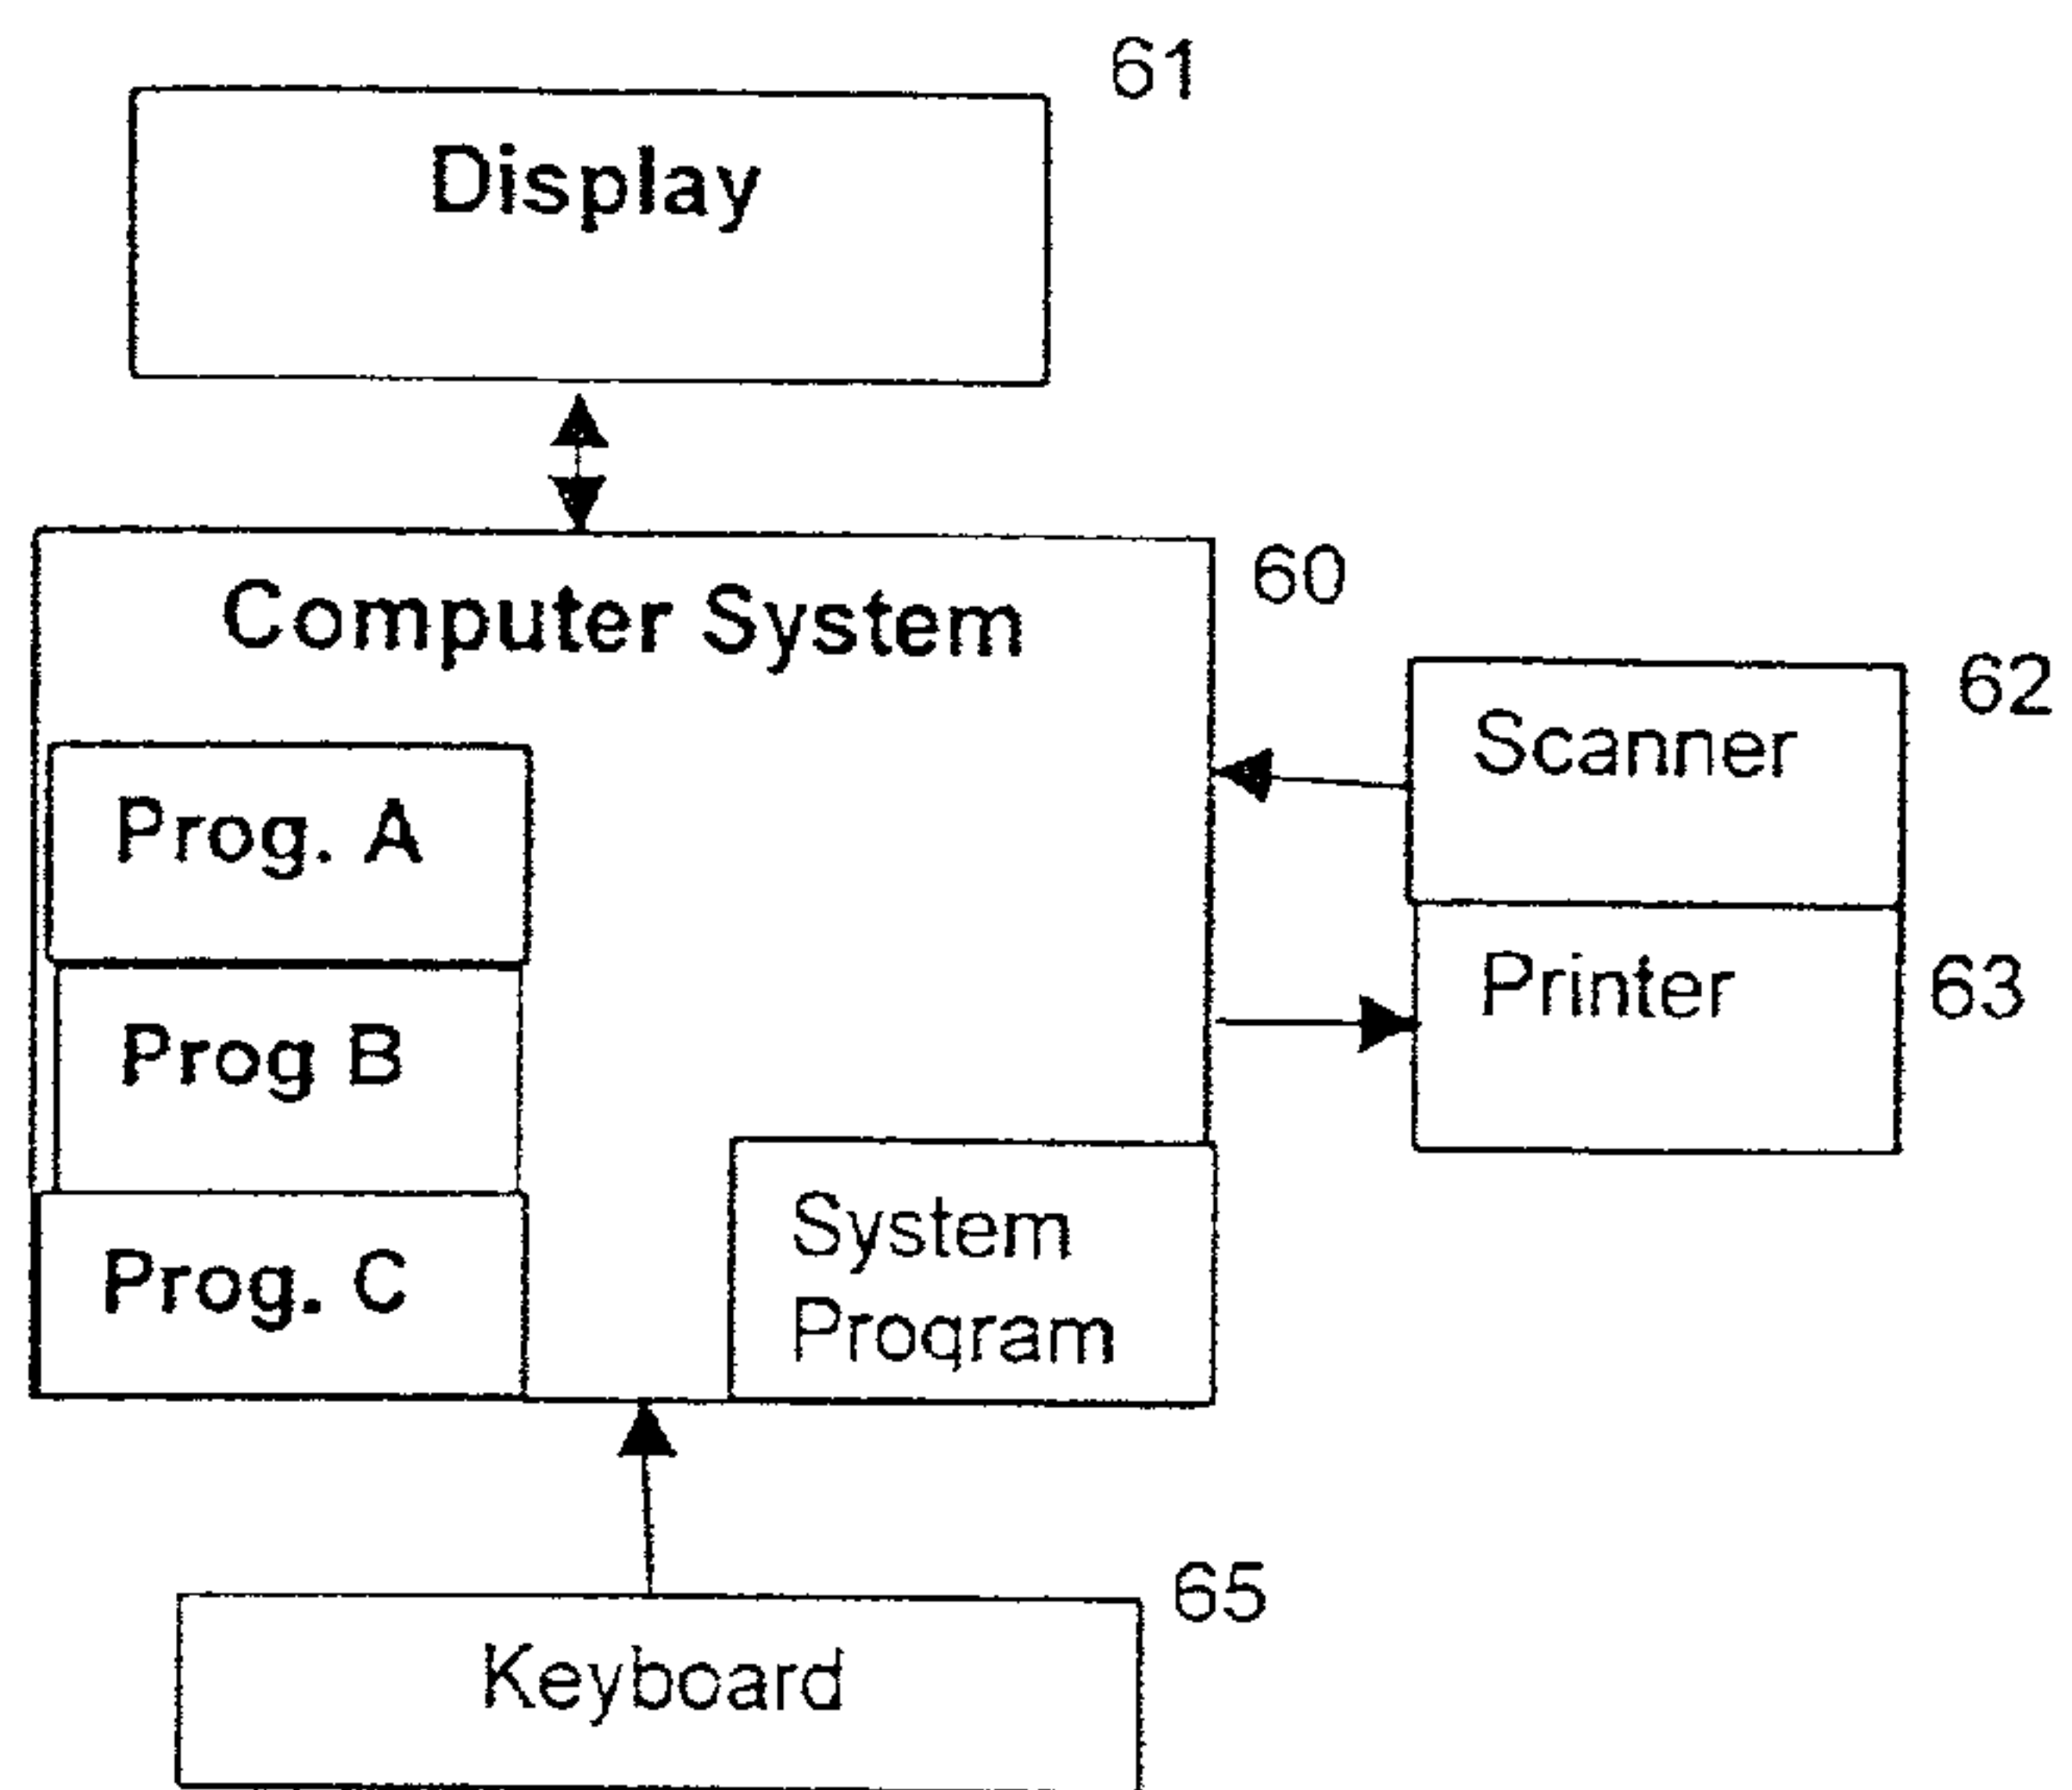 61
Display
Computer System
60
62
Scanner
Prog. A
Printer
63
Prog B
System
Program
Prog. C
65
Keyboard